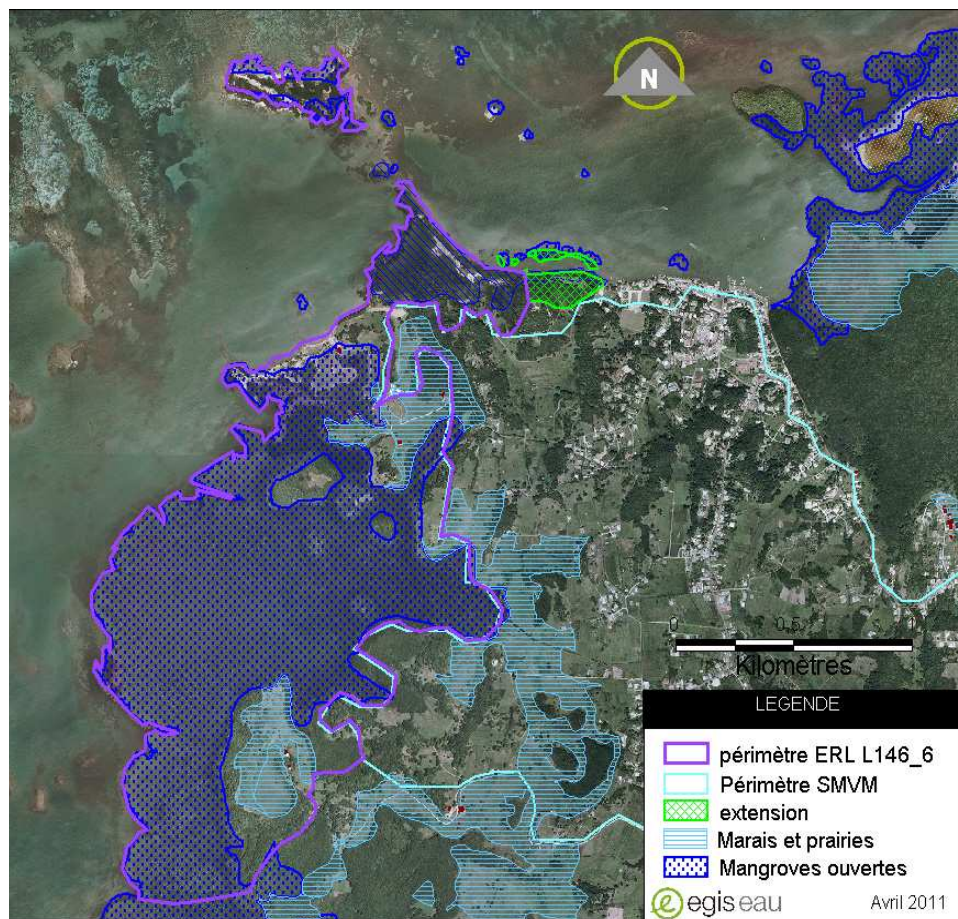 N
0 0.5 1
Kilomètres
LEGENDE
périmètre ERL L146_6
Périmètre SMVM
extension
Marais et prairies
Mangroves ouvertes
egis eau Avril 2011